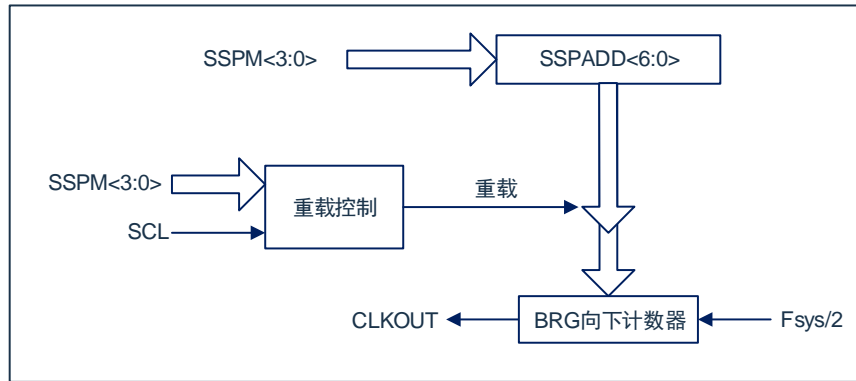 SSPM<3:0>
SSPADD<6:0>
SSPM<3:0>
重载控制
重载
SCL
CLKOUT
BRG向下计数器
Fsys/2